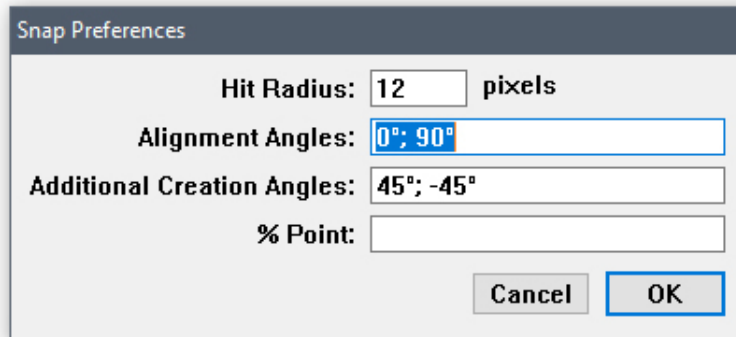 Snap Preferences
Hit Radius: 12 pixels
Alignment Angles: 0°; 90°
Additional Creation Angles: 45°; -45°
% Point:
Cancel OK